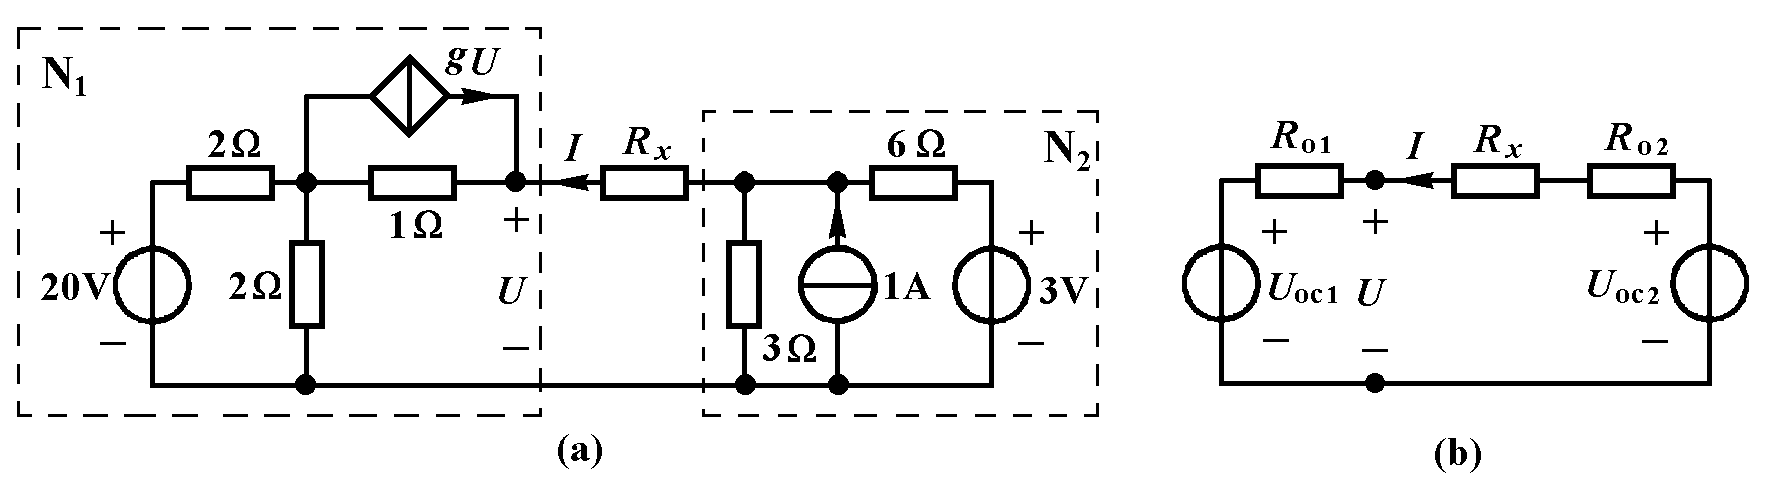 N₁
gU
2Ω
1Ω
2Ω
20V
+
−
+
U
−
I
Rₓ
N₂
6Ω
3Ω
1A
+
3V
−
(a)
Rₒ₁
I
Rₓ
Rₒ₂
+
Uₒc₁
−
+
U
−
+
Uₒc₂
−
(b)